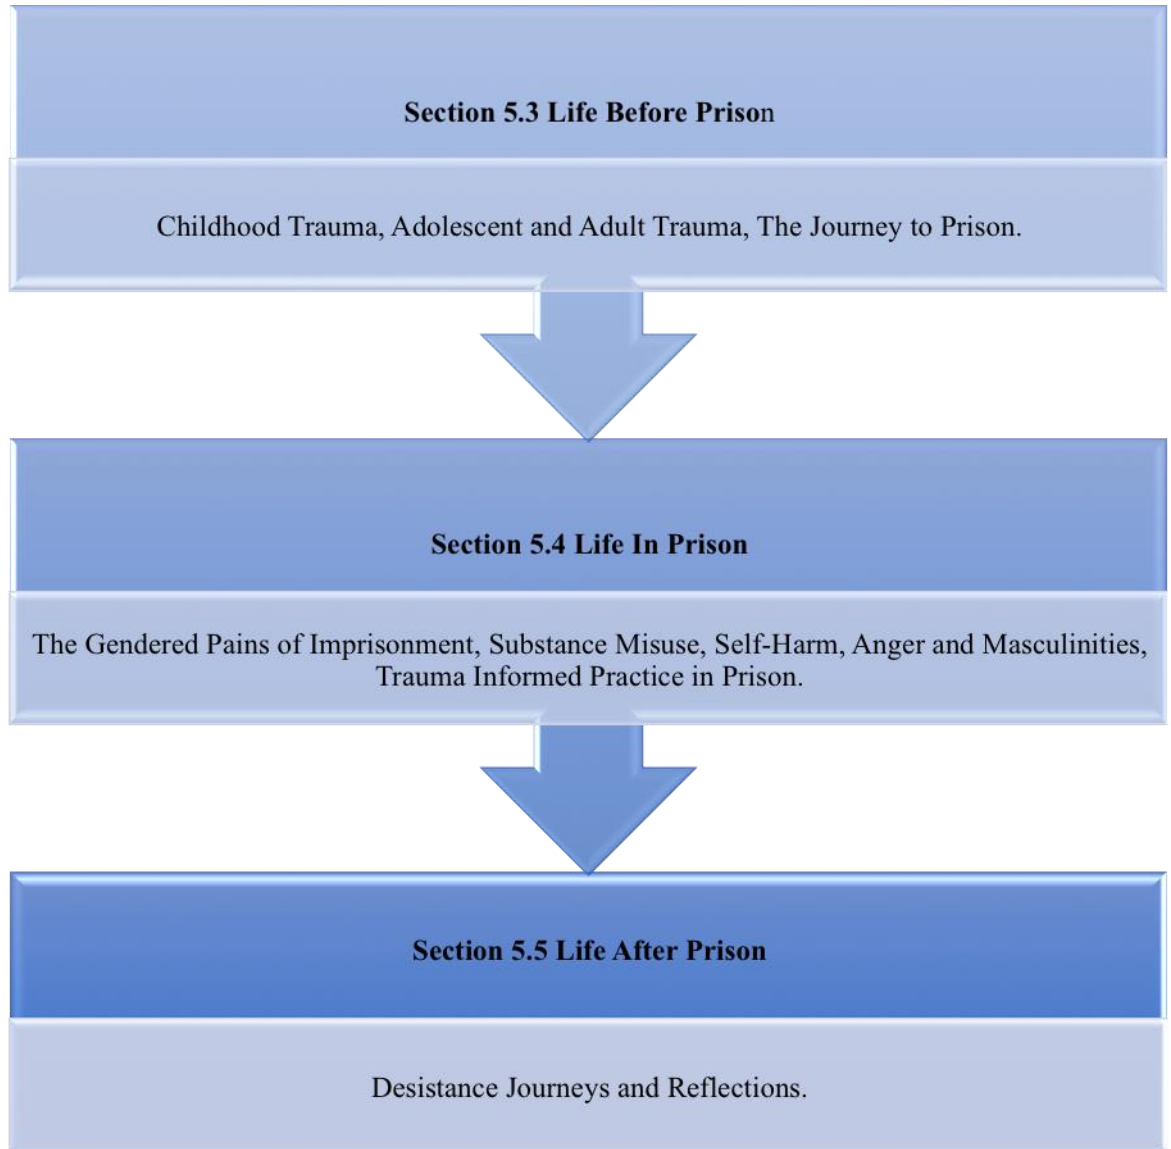 Section 5.3 Life Before Prison
Childhood Trauma, Adolescent and Adult Trauma, The Journey to Prison.
Section 5.4 Life In Prison
The Gendered Pains of Imprisonment, Substance Misuse, Self-Harm, Anger and Masculinities,
Trauma Informed Practice in Prison.
Section 5.5 Life After Prison
Desistance Journeys and Reflections.